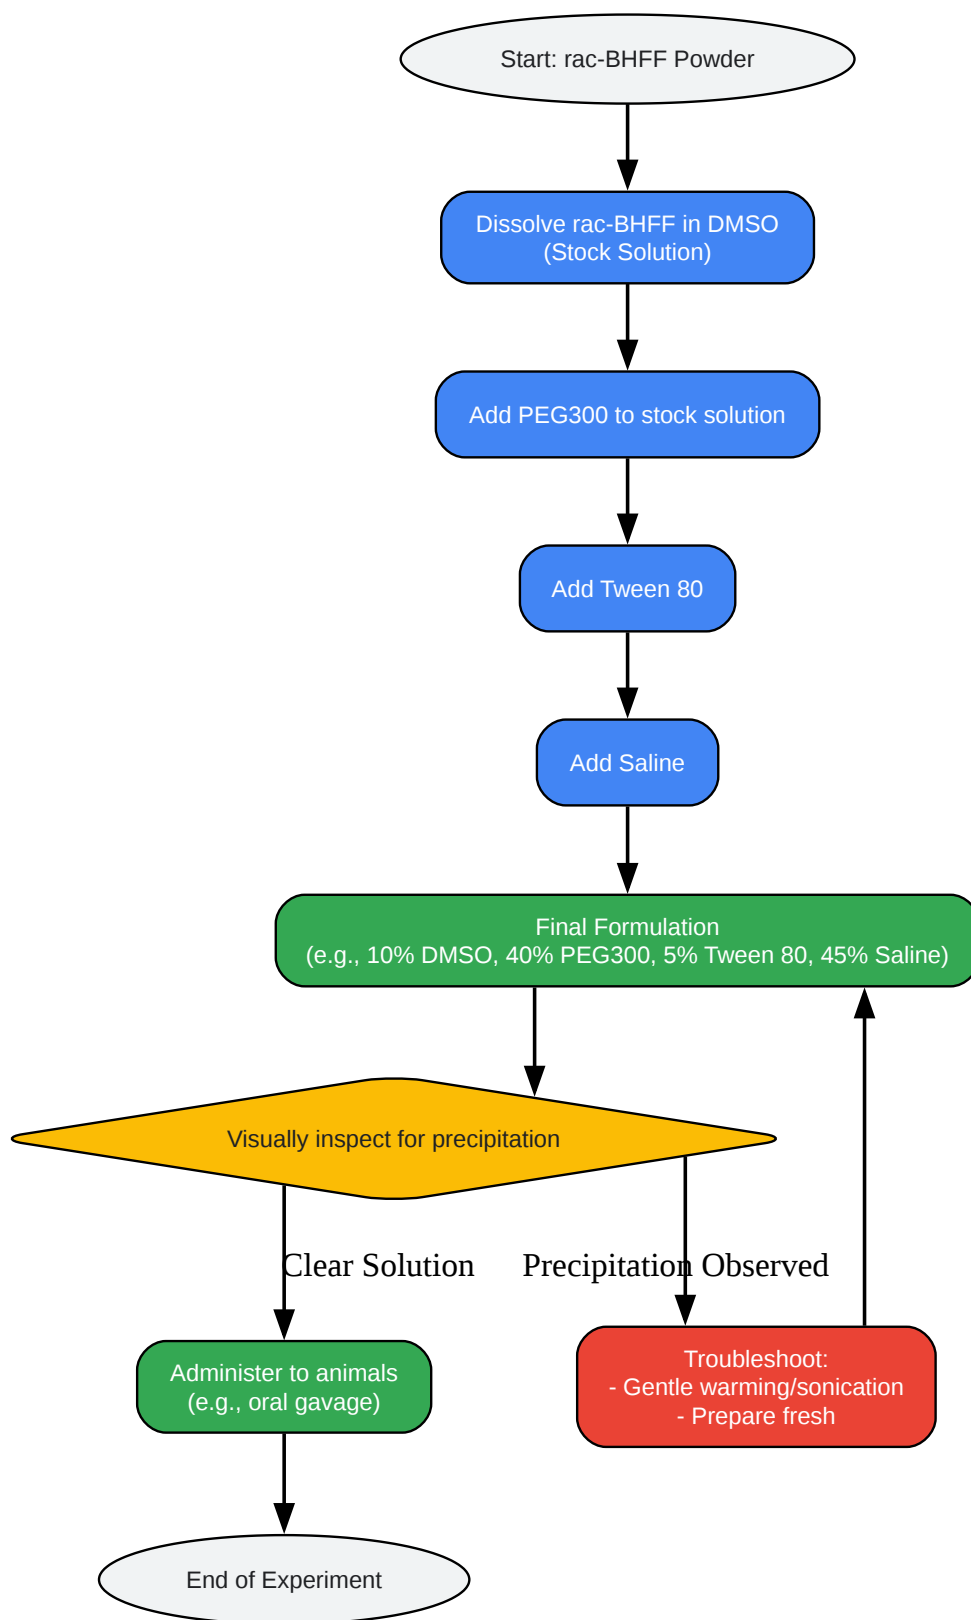 Start: rac-BHFF Powder
Dissolve rac-BHFF in DMSO
(Stock Solution)
Add PEG300 to stock solution
Add Tween 80
Add Saline
Final Formulation
(e.g., 10% DMSO, 40% PEG300, 5% Tween 80, 45% Saline)
Visually inspect for precipitation
Clear Solution
Precipitation Observed
Administer to animals
(e.g., oral gavage)
Troubleshoot:
- Gentle warming/sonication
- Prepare fresh
End of Experiment